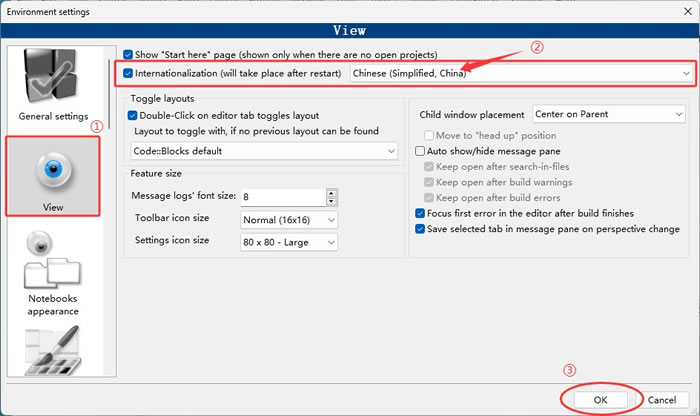 Environment settings
View
General settings
①
View
Notebooks
appearance
Show "Start here" page (shown only when there are no open projects)
②
Internationalization (will take place after restart)
Chinese (Simplified, China)
Toggle layouts
Double-Click on editor tab toggles layout
Layout to toggle with, if no previous layout can be found
Code::Blocks default
Feature size
Message logs' font size:
8
Toolbar icon size
Normal (16x16)
Settings icon size
80 x 80 - Large
Child window placement
Center on Parent
Move to "head up" position
Auto show/hide message pane
Keep open after search-in-files
Keep open after build warnings
Keep open after build errors
Focus first error in the editor after build finishes
Save selected tab in message pane on perspective change
③
OK
Cancel